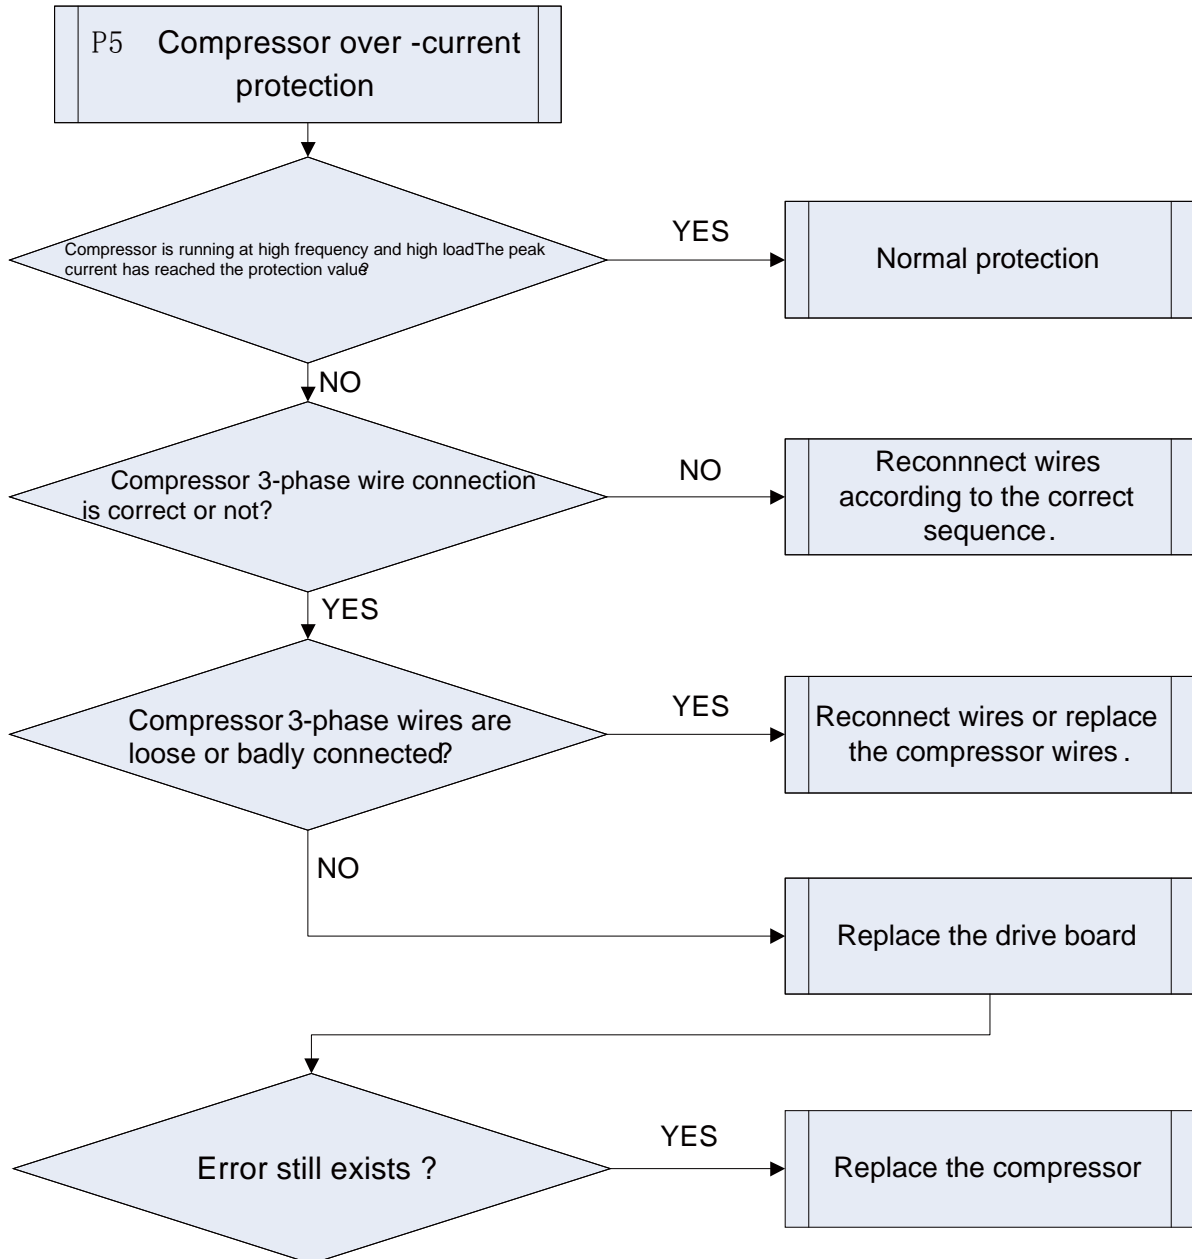 P5 Compressor over -current
protection
Compressor is running at high frequency and high loadThe peak
current has reached the protection value?
YES
Normal protection
NO
Compressor 3-phase wire connection
is correct or not?
NO
Reconnnect wires
according to the correct
sequence.
YES
Compressor 3-phase wires are
loose or badly connected?
YES
Reconnect wires or replace
the compressor wires.
NO
Replace the drive board
Error still exists ?
YES
Replace the compressor